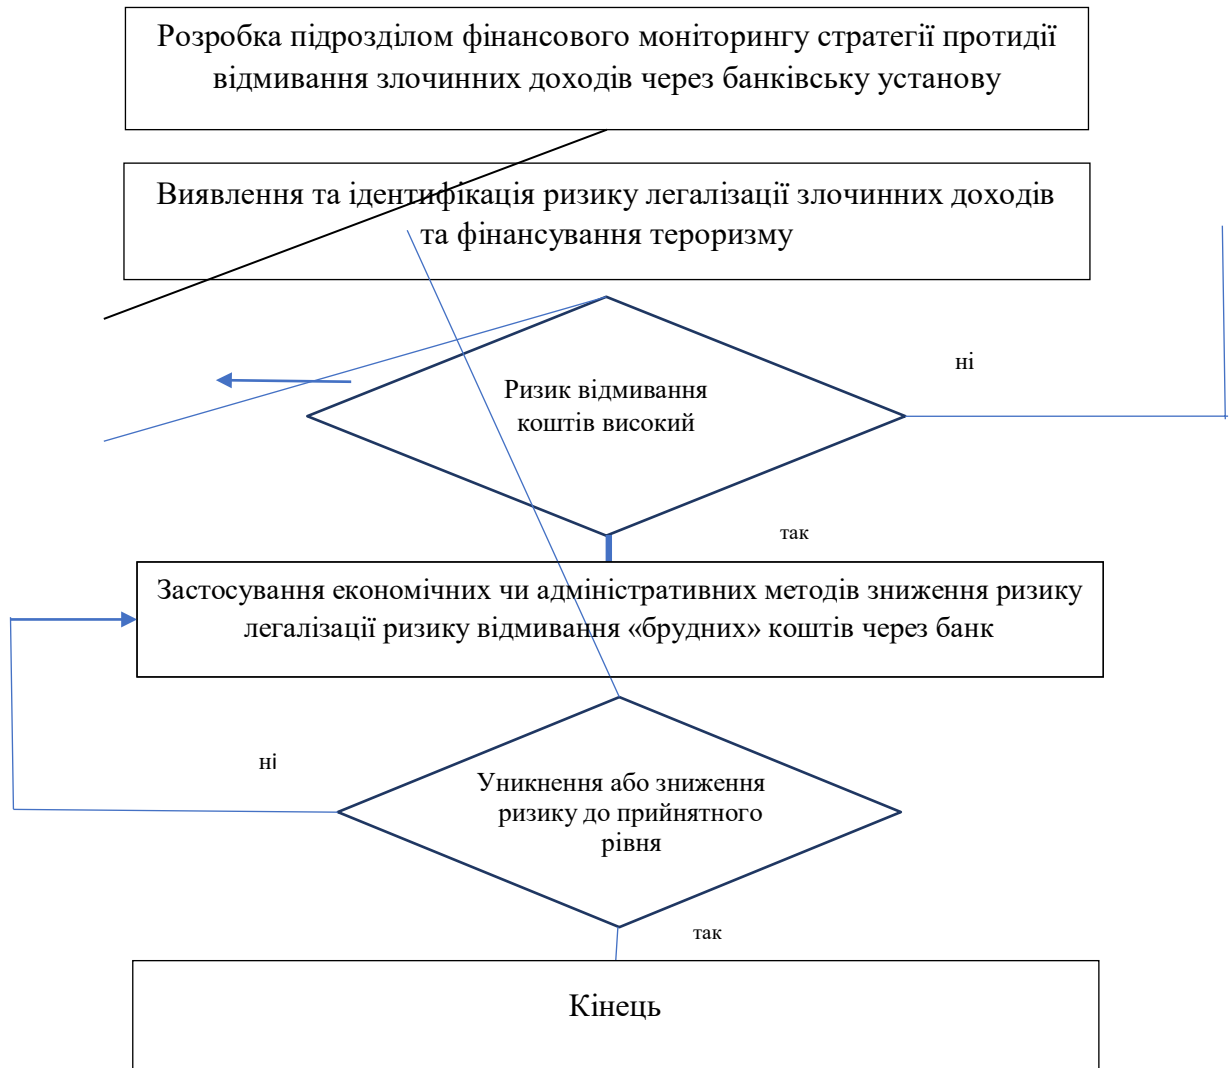 Розробка підрозділом фінансового моніторингу стратегії протидії
відмивання злочинних доходів через банківську установу
Виявлення та ідентифікація ризику легалізації злочинних доходів
та фінансування тероризму
ні
Ризик відмивання
коштів високий
так
Застосування економічних чи адміністративних методів зниження ризику
легалізації ризику відмивання «брудних» коштів через банк
ні
Уникнення або зниження
ризику до прийнятного
рівня
так
Кінець